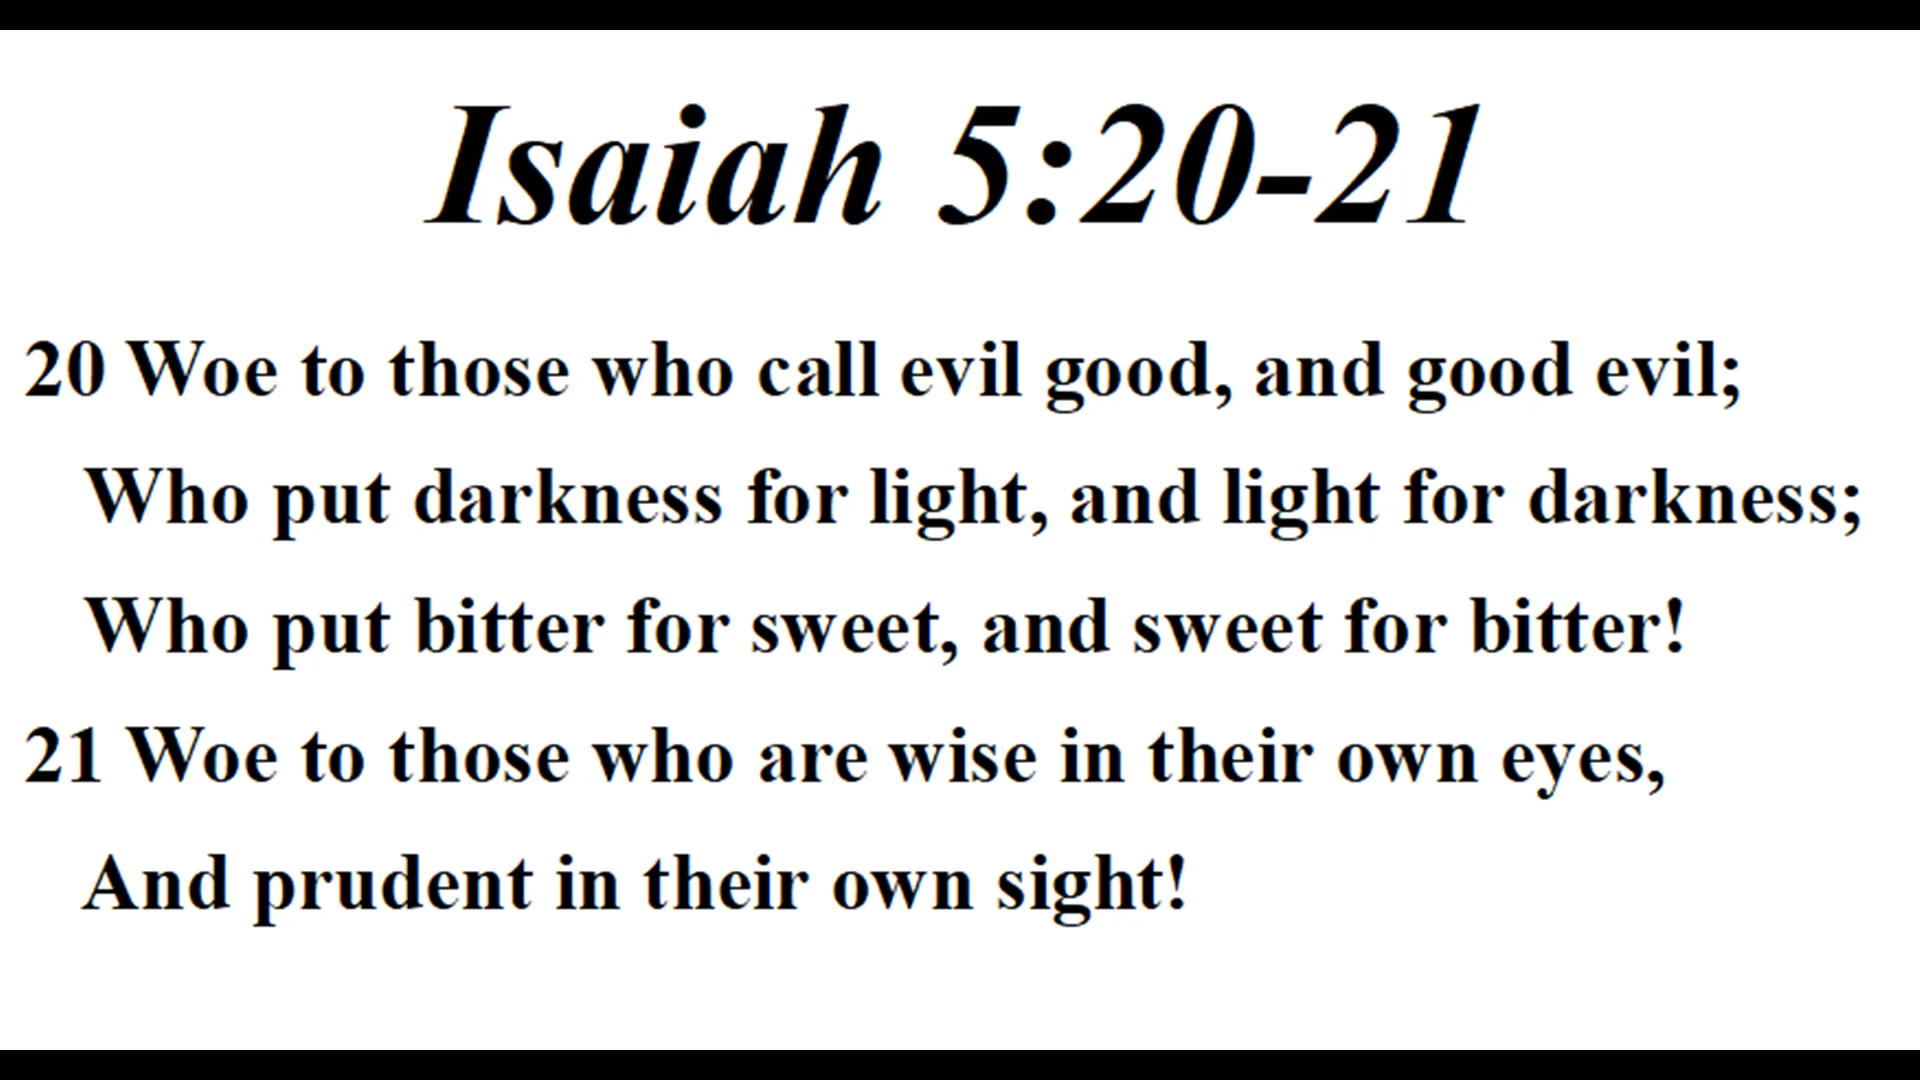 Isaiah 5:20-21
20 Woe to those who call evil good, and good evil;
Who put darkness for light, and light for darkness;
Who put bitter for sweet, and sweet for bitter!
21 Woe to those who are wise in their own eyes,
And prudent in their own sight!